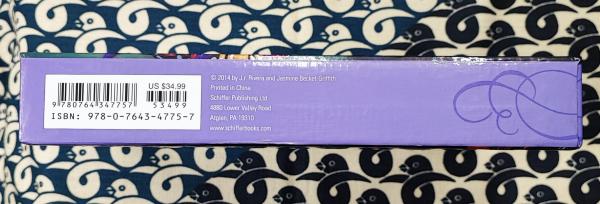 US $34.99
9 780764 347757
53499
ISBN: 978-0-7643-4775-7
© 2014 by J.r. Rivera and Jasmine Becket-Griffith
Printed in China
Schiffer Publishing Ltd
4880 Lower Valley Road
Atglen, PA 19310
www.schifferbooks.com